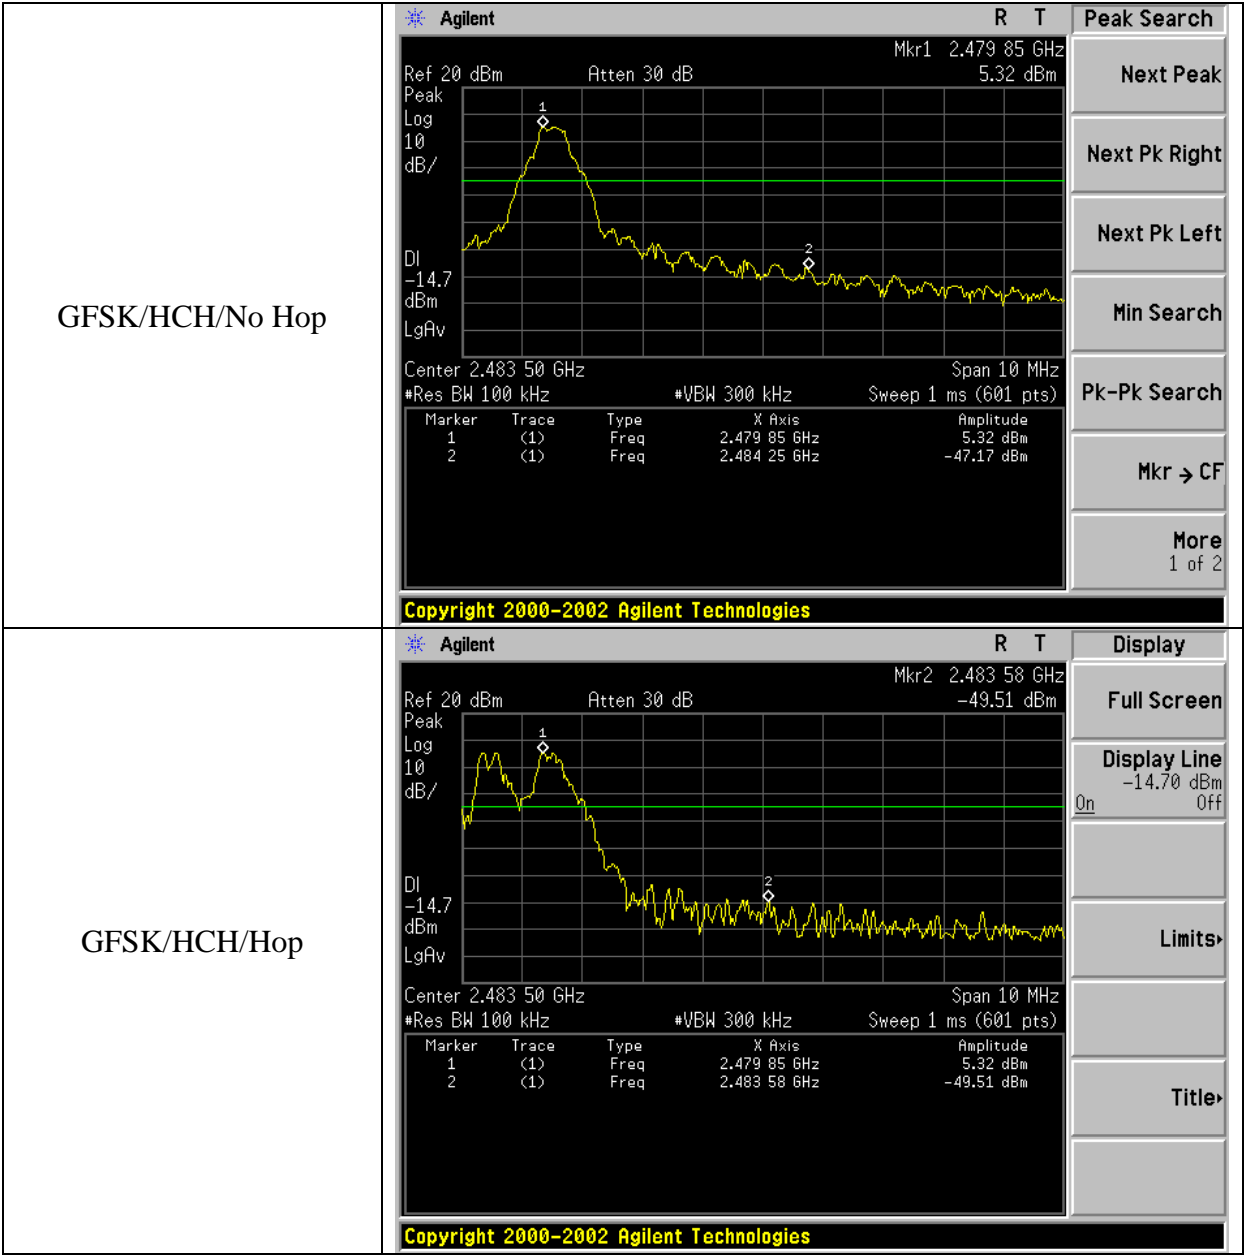 GFSK/HCH/No Hop
Agilent R T Peak Search
Mkr1 2.479 85 GHz
Ref 20 dBm Atten 30 dB 5.32 dBm
Peak
Log
10
dB/
1
2
DI
-14.7
dBm
LgAv
Center 2.483 50 GHz Span 10 MHz
#Res BW 100 kHz #VBW 300 kHz Sweep 1 ms (601 pts)
Marker Trace Type X Axis Amplitude
1 (1) Freq 2.479 85 GHz 5.32 dBm
2 (1) Freq 2.484 25 GHz -47.17 dBm
Next Peak
Next Pk Right
Next Pk Left
Min Search
Pk-Pk Search
Mkr → CF
More
1 of 2
Copyright 2000-2002 Agilent Technologies
GFSK/HCH/Hop
Agilent R T Display
Mkr2 2.483 58 GHz
Ref 20 dBm Atten 30 dB -49.51 dBm
Peak
Log
10
dB/
1
2
DI
-14.7
dBm
LgAv
Center 2.483 50 GHz Span 10 MHz
#Res BW 100 kHz #VBW 300 kHz Sweep 1 ms (601 pts)
Marker Trace Type X Axis Amplitude
1 (1) Freq 2.479 85 GHz 5.32 dBm
2 (1) Freq 2.483 58 GHz -49.51 dBm
Full Screen
Display Line
-14.70 dBm
On Off
Limits
Title
Copyright 2000-2002 Agilent Technologies